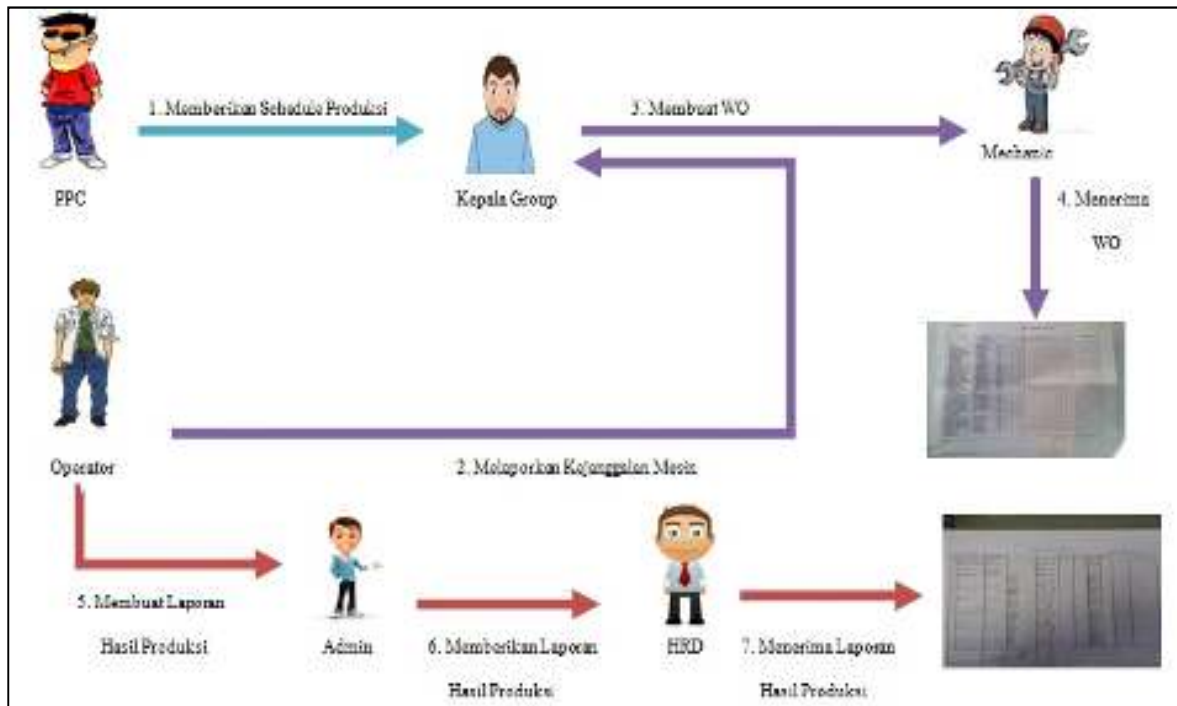 1. Memberikan Schedule Produksi
3. Membuat WO
Mechanic
PPC
Kepala Group
4. Menerima
WO
Operator
2. Melaporkan Kejanggalan Mesin
5. Membuat Laporan
Hasil Produksi
Admin
6. Memberikan Laporan
Hasil Produksi
HRD
7. Menerima Laporan
Hasil Produksi